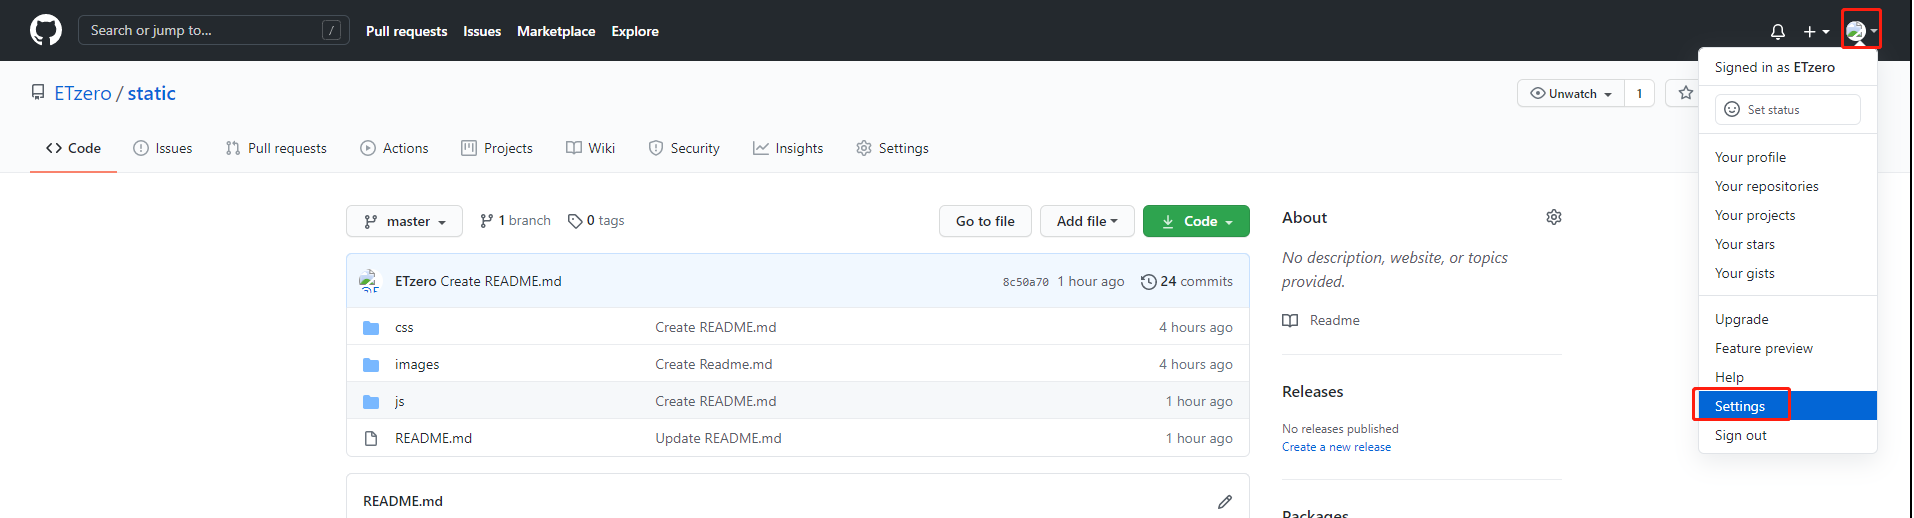 Search or jump to... /
Pull requests Issues Marketplace Explore
Signed in as ETzero
Set status
Your profile
Your repositories
Your projects
Your stars
Your gists
Upgrade
Feature preview
Help
Settings
Sign out
ETzero / static
Unwatch 1
Code Issues Pull requests Actions Projects Wiki Security Insights Settings
master 1 branch 0 tags Go to file Add file Code
ETzero Create README.md 8c50a70 1 hour ago 24 commits
css Create README.md 4 hours ago
images Create Readme.md 4 hours ago
js Create README.md 1 hour ago
README.md Update README.md 1 hour ago
README.md
About
No description, website, or topics
provided.
Readme
Releases
No releases published
Create a new release
Packages